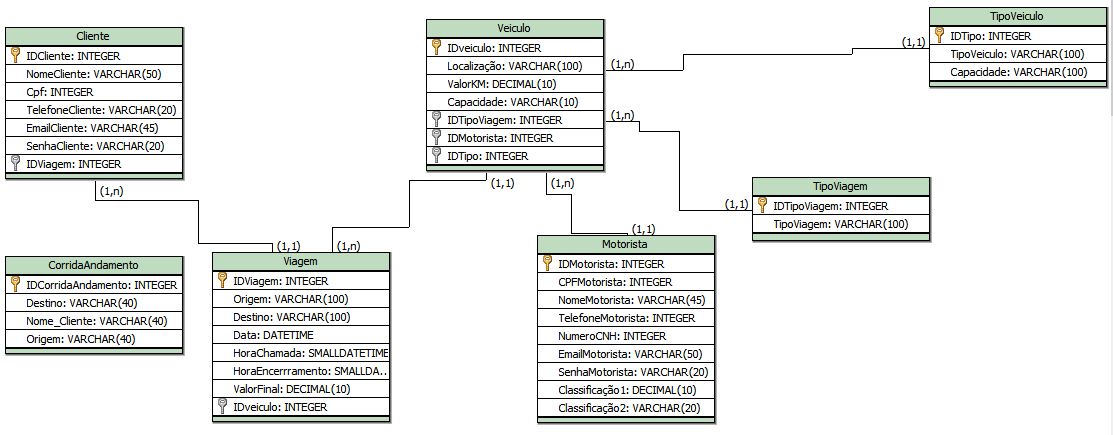 Cliente
IDCliente: INTEGER
NomeCliente: VARCHAR(50)
Cpf: INTEGER
TelefoneCliente: VARCHAR(20)
EmailCliente: VARCHAR(45)
SenhaCliente: VARCHAR(20)
IDViagem: INTEGER
(1,n)
(1,1)
Veiculo
IDveiculo: INTEGER
Localização: VARCHAR(100)
ValorKM: DECIMAL(10)
Capacidade: VARCHAR(10)
IDTipoViagem: INTEGER
IDMotorista: INTEGER
IDTipo: INTEGER
(1,n)
(1,1)
(1,n)
(1,1)
(1,1)
(1,n)
(1,n)
(1,1)
TipoVeiculo
IDTipo: INTEGER
TipoVeiculo: VARCHAR(100)
Capacidade: VARCHAR(100)
TipoViagem
IDTipoViagem: INTEGER
TipoViagem: VARCHAR(100)
CorridaAndamento
IDCorridaAndamento: INTEGER
Destino: VARCHAR(40)
Nome_Cliente: VARCHAR(40)
Origem: VARCHAR(40)
Viagem
IDViagem: INTEGER
Origem: VARCHAR(100)
Destino: VARCHAR(100)
Data: DATETIME
HoraChamada: SMALLDATETIME
HoraEncerrramento: SMALLDA...
ValorFinal: DECIMAL(10)
IDveiculo: INTEGER
Motorista
IDMotorista: INTEGER
CPFMotorista: INTEGER
NomeMotorista: VARCHAR(45)
TelefoneMotorista: INTEGER
NumeroCNH: INTEGER
EmailMotorista: VARCHAR(50)
SenhaMotorista: VARCHAR(20)
Classificação1: DECIMAL(10)
Classificação2: VARCHAR(20)